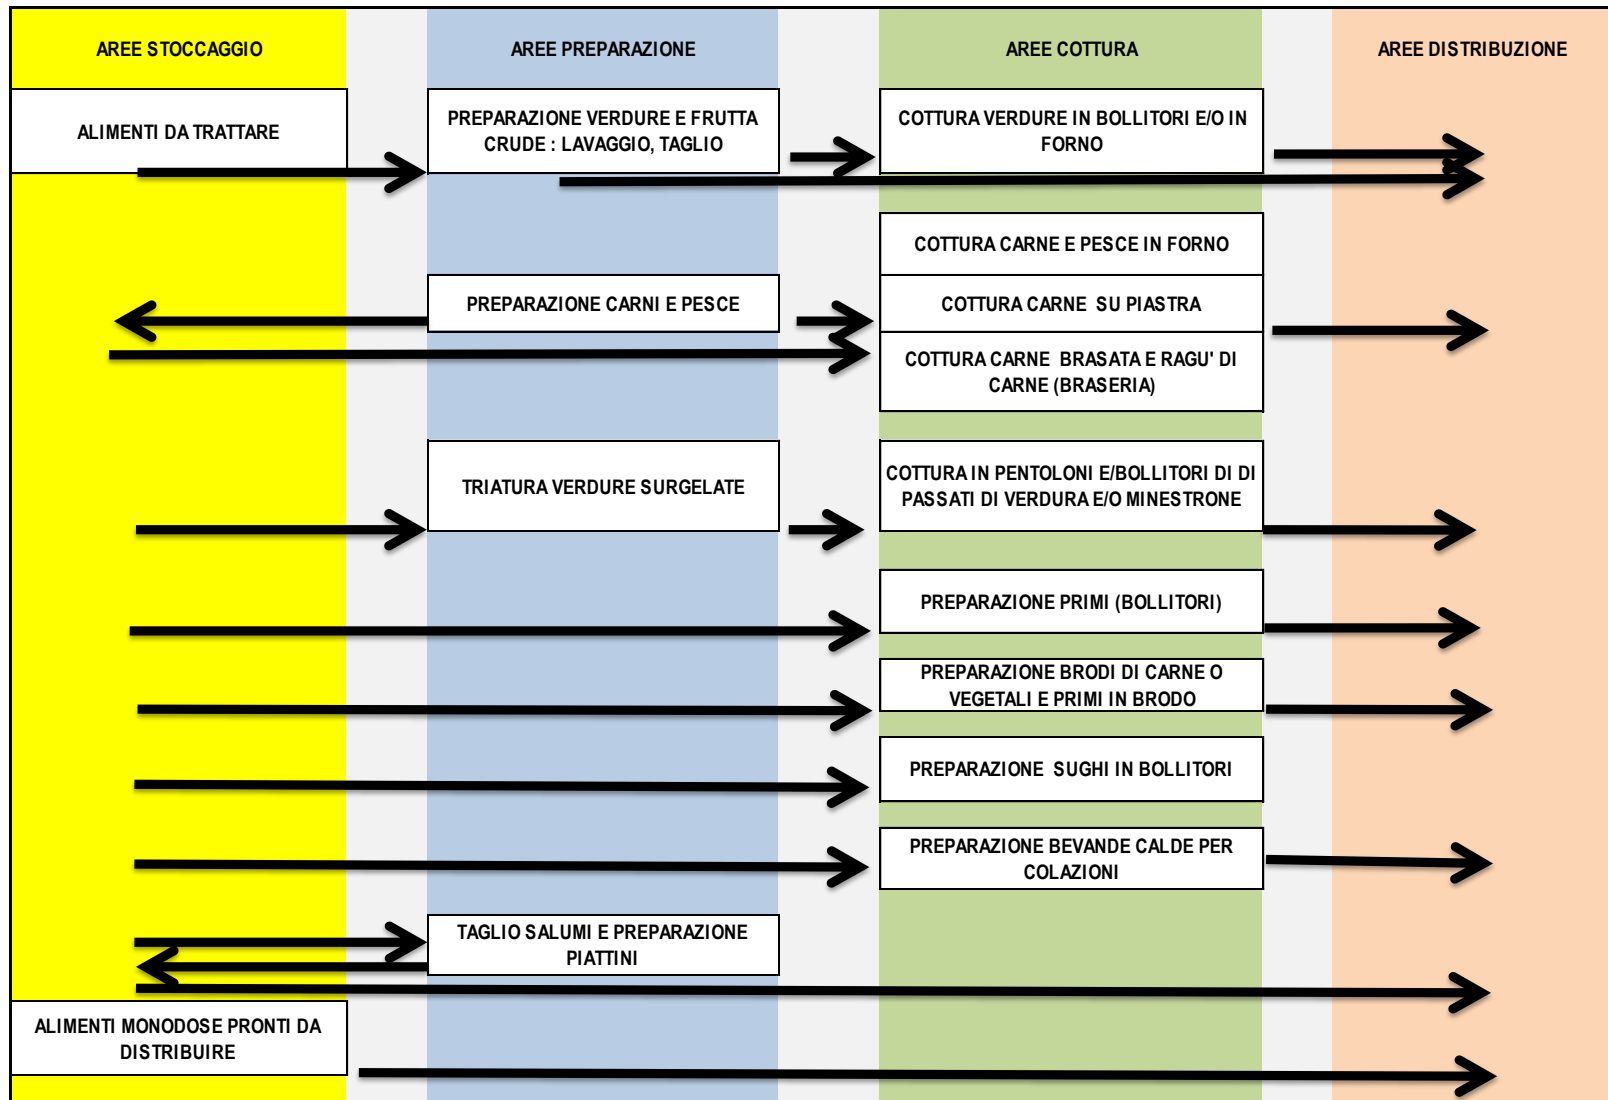 AREE STOCCAGGIO
AREE PREPARAZIONE
AREE COTTURA
AREE DISTRIBUZIONE
ALIMENTI DA TRATTARE
PREPARAZIONE VERDURE E FRUTTA
CRUDE : LAVAGGIO, TAGLIO
COTTURA VERDURE IN BOLLITORI E/O IN
FORNO
COTTURA CARNE E PESCE IN FORNO
PREPARAZIONE CARNI E PESCE
COTTURA CARNE SU PIASTRA
COTTURA CARNE BRASATA E RAGU' DI
CARNE (BRASERIA)
TRIATURA VERDURE SURGELATE
COTTURA IN PENTOLONI E/BOLLITORI DI DI
PASSATI DI VERDURA E/O MINESTRONE
PREPARAZIONE PRIMI (BOLLITORI)
PREPARAZIONE BRODI DI CARNE O
VEGETALI E PRIMI IN BRODO
PREPARAZIONE SUGHI IN BOLLITORI
PREPARAZIONE BEVANDE CALDE PER
COLAZIONI
TAGLIO SALUMI E PREPARAZIONE
PIATTINI
ALIMENTI MONODOSE PRONTI DA
DISTRIBUIRE